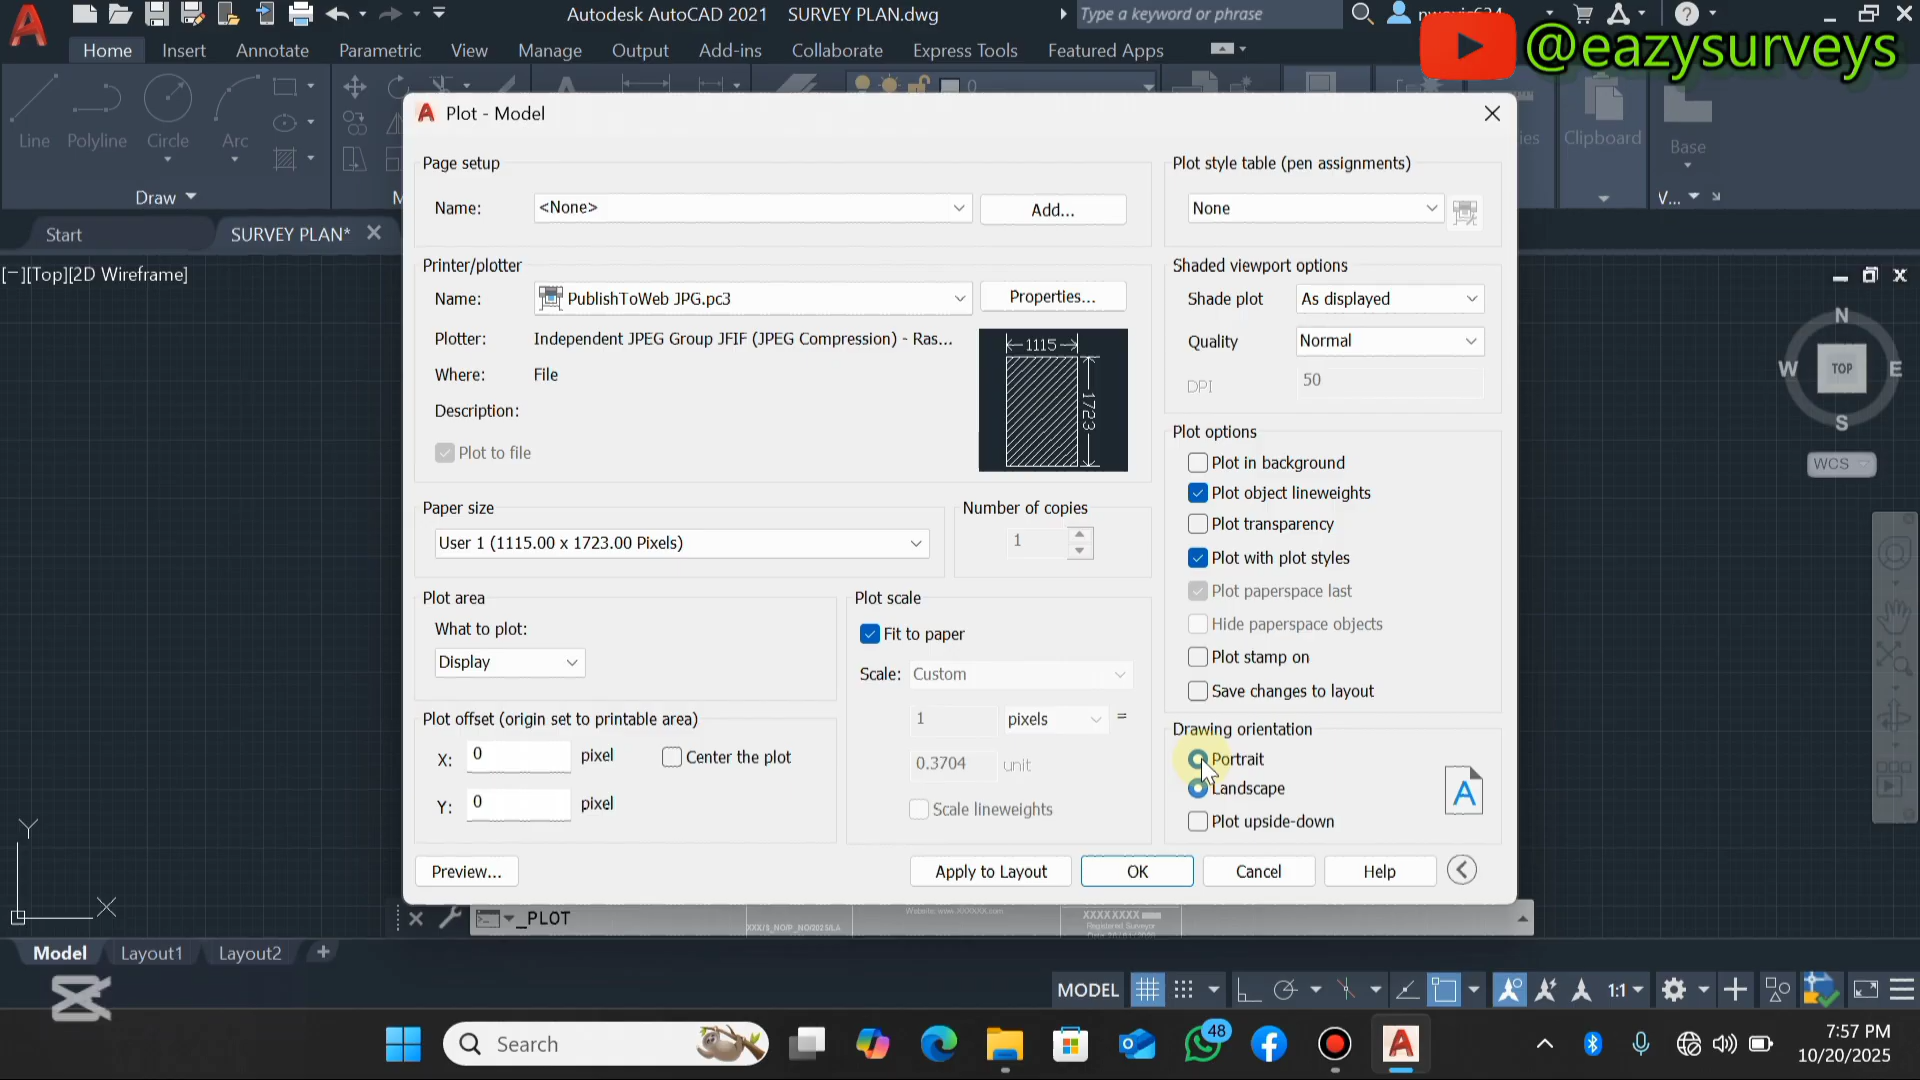 Autodesk AutoCAD 2021 SURVEY PLAN.dwg
Type a keyword or phrase
@eazysurveys
Home Insert Annotate Parametric View Manage Output Add-ins Collaborate Express Tools Featured Apps
Line Polyline Circle Arc
Clipboard
Base
Draw
V...
Start
SURVEY PLAN*
[−][Top][2D Wireframe]
Plot - Model
Page setup
Name: <None>
Add...
Plot style table (pen assignments)
None
Printer/plotter
Name: PublishToWeb JPG.pc3
Properties...
Plotter: Independent JPEG Group JFIF (JPEG Compression) - Ras...
Where: File
Description:
Plot to file
1115
1723
Shaded viewport options
Shade plot As displayed
Quality Normal
DPI 50
Paper size
User 1 (1115.00 x 1723.00 Pixels)
Number of copies
1
Plot options
Plot in background
Plot object lineweights
Plot transparency
Plot with plot styles
Plot paperspace last
Hide paperspace objects
Plot stamp on
Save changes to layout
Plot area
What to plot:
Display
Plot scale
Fit to paper
Scale: Custom
1 pixels =
0.3704 unit
Scale lineweights
Plot offset (origin set to printable area)
X: 0 pixel
Center the plot
Y: 0 pixel
Drawing orientation
Portrait
Landscape
Plot upside-down
A
Preview...
Apply to Layout
OK
Cancel
Help
N
W TOP E
S
WCS
Y
X
_PLOT
XXXXXXXX
Registered Surveyor
Model Layout1 Layout2 +
MODEL
1:1
Search
48
7:57 PM
10/20/2025